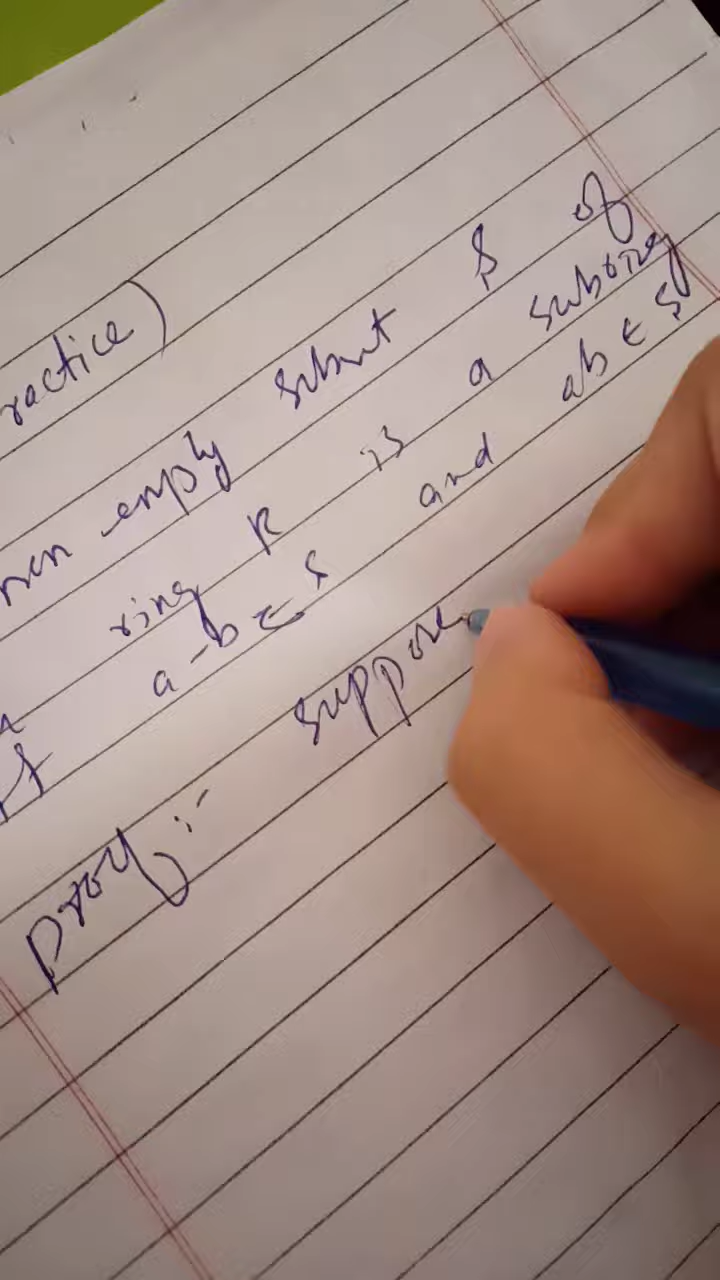 ractice)
non empty subset S of
ring R is a subring
a-b ∈ S and ab ∈ S
Proof :- suppose